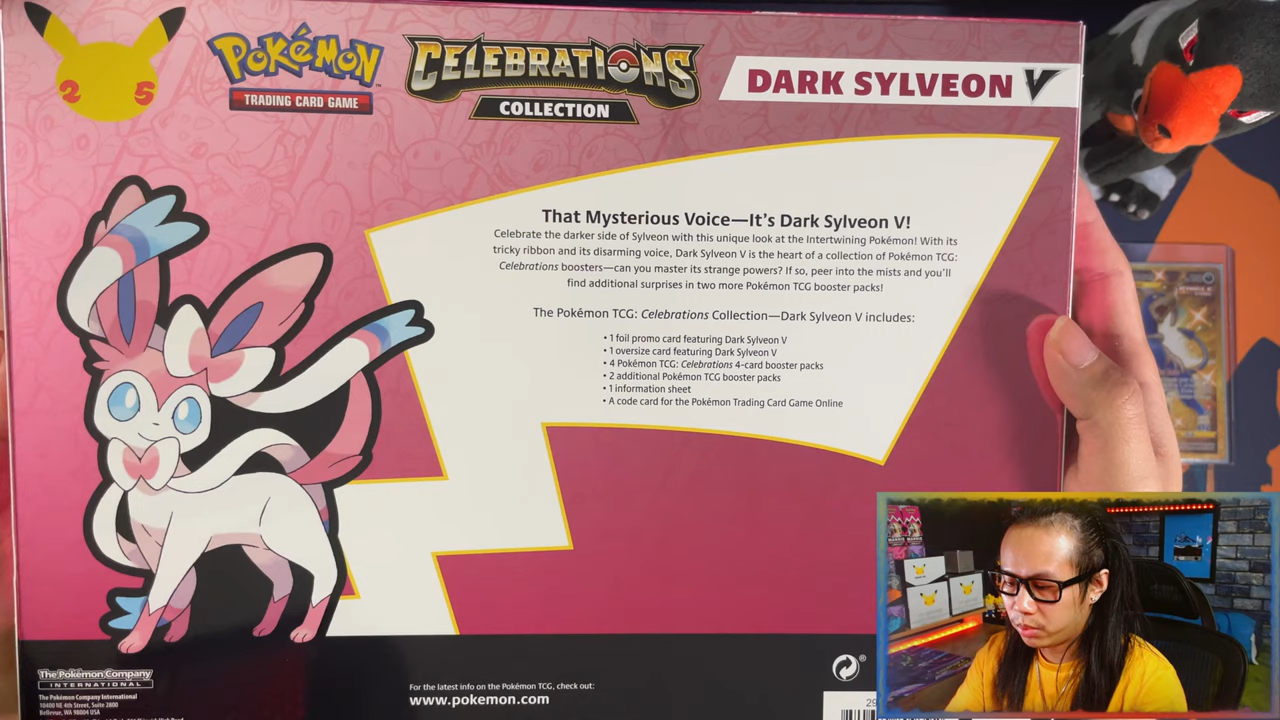 25
Pokémon
TRADING CARD GAME
CELEBRATIONS
COLLECTION
DARK SYLVEON V
That Mysterious Voice—It's Dark Sylveon V!
Celebrate the darker side of Sylveon with this unique look at the Intertwining Pokémon! With its
tricky ribbon and its disarming voice, Dark Sylveon V is the heart of a collection of Pokémon TCG:
Celebrations boosters—can you master its strange powers? If so, peer into the mists and you'll
find additional surprises in two more Pokémon TCG booster packs!
The Pokémon TCG: Celebrations Collection—Dark Sylveon V includes:
• 1 foil promo card featuring Dark Sylveon V
• 1 oversize card featuring Dark Sylveon V
• 4 Pokémon TCG: Celebrations 4-card booster packs
• 2 additional Pokémon TCG booster packs
• 1 information sheet
• A code card for the Pokémon Trading Card Game Online
The Pokémon Company
INTERNATIONAL
The Pokémon Company International
10400 NE 4th Street, Suite 2800
Bellevue, WA 98004 USA
For the latest info on the Pokémon TCG, check out:
www.pokemon.com
29